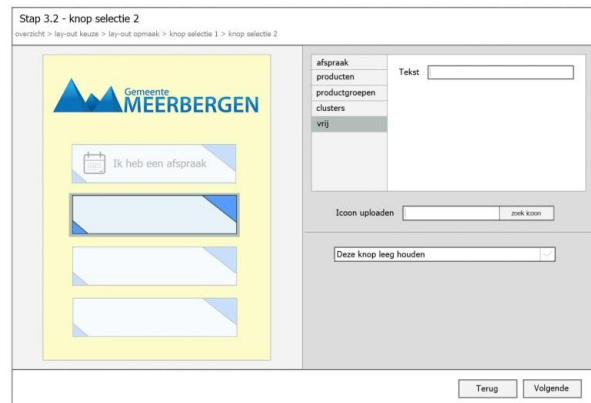 Stap 3.2 - knop selectie 2
overzicht > lay-out keuze > lay-out opmaak > knop selectie 1 > knop selectie 2
Gemeente
MEERBERGEN
Ik heb een afspraak
afspraak
producten
productgroepen
clusters
vrij
Tekst
Icoon uploaden
zoek icoon
Deze knop leeg houden
Terug
Volgende